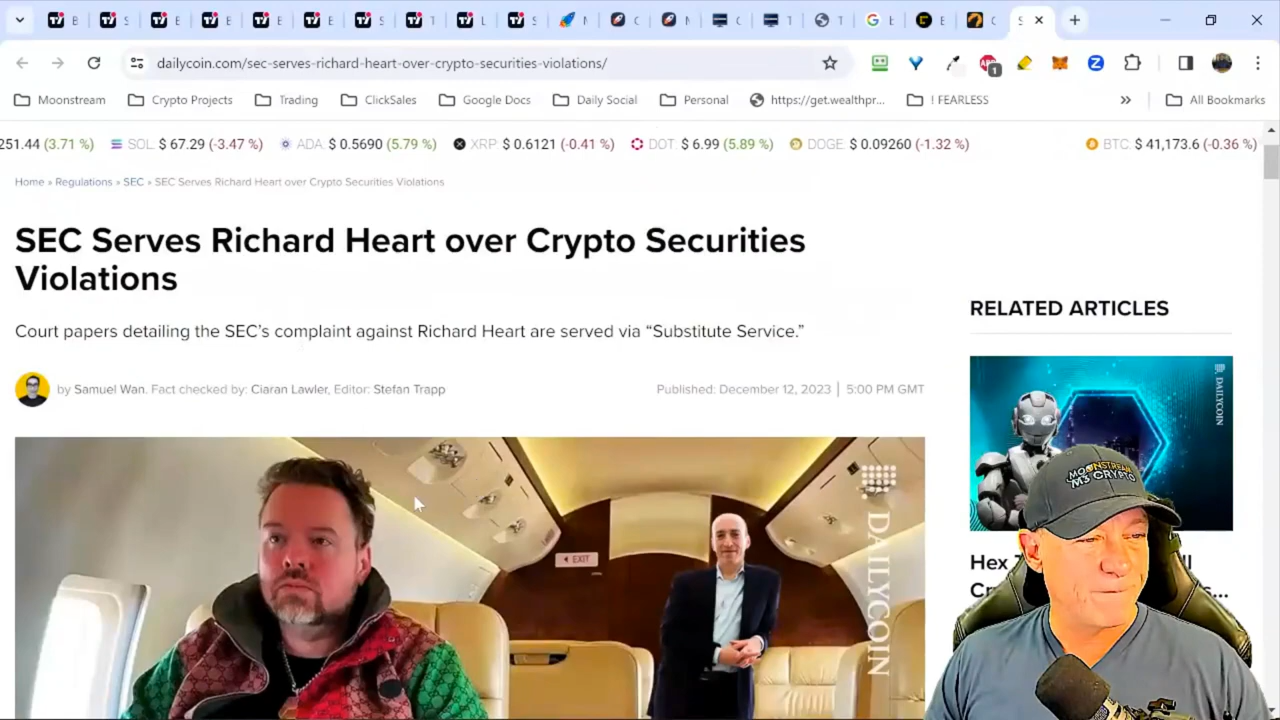 B
S
E
B
E
E
S
T
L
S
N
C
N
C
T
T
E
E
C
S
dailycoin.com/sec-serves-richard-heart-over-crypto-securities-violations/
1
Moonstream
Crypto Projects
Trading
ClickSales
Google Docs
Daily Social
Personal
https://get.wealthpr...
! FEARLESS
»
All Bookmarks
251.44 (3.71 %)
SOL: $ 67.29 (-3.47 %)
ADA: $ 0.5690 (5.79 %)
XRP: $ 0.6121 (-0.41 %)
DOT: $ 6.99 (5.89 %)
DOGE: $ 0.09260 (-1.32 %)
BTC: $ 41,173.6 (-0.36 %)
Home » Regulations » SEC » SEC Serves Richard Heart over Crypto Securities Violations
SEC Serves Richard Heart over Crypto Securities
Violations
Court papers detailing the SEC’s complaint against Richard Heart are served via “Substitute Service.”
by Samuel Wan. Fact checked by: Ciaran Lawler, Editor: Stefan Trapp
Published: December 12, 2023 | 5:00 PM GMT
RELATED ARTICLES
DAILYCOIN
EXIT
DAILYCOIN
MOONSTREAM
M3 CRYPTO
Hex